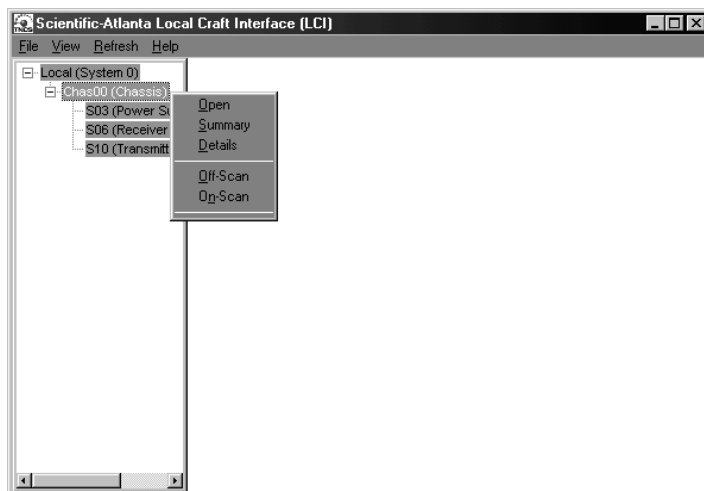 Scientific-Atlanta Local Craft Interface (LCI)
File View Refresh Help
Local (System 0)
Chas00 (Chassis)
S03 (Power Su
S06 (Receiver
S10 (Transmitt
Open
Summary
Details
Off-Scan
On-Scan